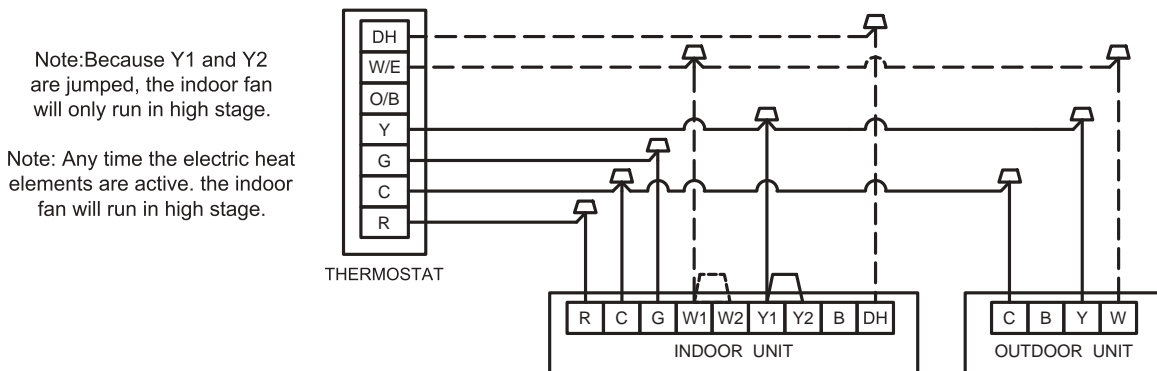 Note:Because Y1 and Y2
are jumped, the indoor fan
will only run in high stage.
Note: Any time the electric heat
elements are active. the indoor
fan will run in high stage.
DH
W/E
O/B
Y
G
C
R
THERMOSTAT
R C G W1 W2 Y1 Y2 B DH
INDOOR UNIT
C B Y W
OUTDOOR UNIT